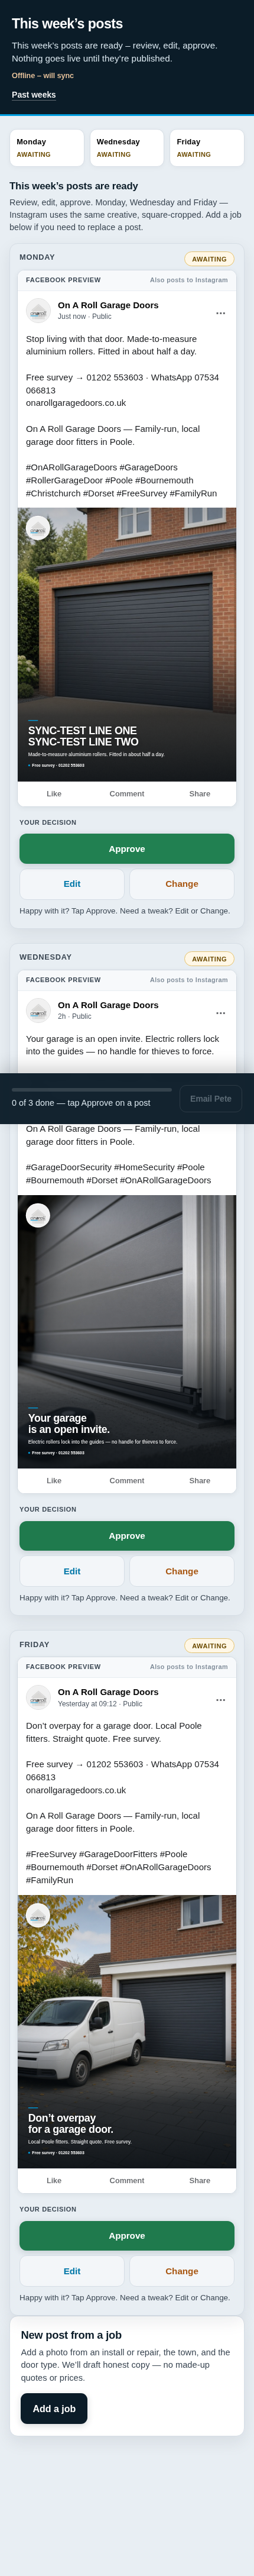 This week's posts
This week's posts are ready – review, edit, approve.
Nothing goes live until they're published.
Offline – will sync
Past weeks
Monday
AWAITING
Wednesday
AWAITING
Friday
AWAITING
This week's posts are ready
Review, edit, approve. Monday, Wednesday and Friday —
Instagram uses the same creative, square-cropped. Add a job
below if you need to replace a post.
MONDAY
AWAITING
FACEBOOK PREVIEW
Also posts to Instagram
On A Roll Garage Doors
Just now · Public
...
Stop living with that door. Made-to-measure
aluminium rollers. Fitted in about half a day.
Free survey → 01202 553603 · WhatsApp 07534
066813
onarollgaragedoors.co.uk
On A Roll Garage Doors — Family-run, local
garage door fitters in Poole.
#OnARollGarageDoors #GarageDoors
#RollerGarageDoor #Poole #Bournemouth
#Christchurch #Dorset #FreeSurvey #FamilyRun
SYNC-TEST LINE ONE
SYNC-TEST LINE TWO
Made-to-measure aluminium rollers. Fitted in about half a day.
• Free survey · 01202 553603
Like
Comment
Share
YOUR DECISION
Approve
Edit
Change
Happy with it? Tap Approve. Need a tweak? Edit or Change.
WEDNESDAY
AWAITING
FACEBOOK PREVIEW
Also posts to Instagram
On A Roll Garage Doors
2h · Public
...
Your garage is an open invite. Electric rollers lock
into the guides — no handle for thieves to force.
0 of 3 done — tap Approve on a post
Email Pete
On A Roll Garage Doors — Family-run, local
garage door fitters in Poole.
#GarageDoorSecurity #HomeSecurity #Poole
#Bournemouth #Dorset #OnARollGarageDoors
Your garage
is an open invite.
Electric rollers lock into the guides — no handle for thieves to force.
• Free survey · 01202 553603
Like
Comment
Share
YOUR DECISION
Approve
Edit
Change
Happy with it? Tap Approve. Need a tweak? Edit or Change.
FRIDAY
AWAITING
FACEBOOK PREVIEW
Also posts to Instagram
On A Roll Garage Doors
Yesterday at 09:12 · Public
...
Don't overpay for a garage door. Local Poole
fitters. Straight quote. Free survey.
Free survey → 01202 553603 · WhatsApp 07534
066813
onarollgaragedoors.co.uk
On A Roll Garage Doors — Family-run, local
garage door fitters in Poole.
#FreeSurvey #GarageDoorFitters #Poole
#Bournemouth #Dorset #OnARollGarageDoors
#FamilyRun
Don't overpay
for a garage door.
Local Poole fitters. Straight quote. Free survey.
• Free survey · 01202 553603
Like
Comment
Share
YOUR DECISION
Approve
Edit
Change
Happy with it? Tap Approve. Need a tweak? Edit or Change.
New post from a job
Add a photo from an install or repair, the town, and the
door type. We'll draft honest copy — no made-up
quotes or prices.
Add a job